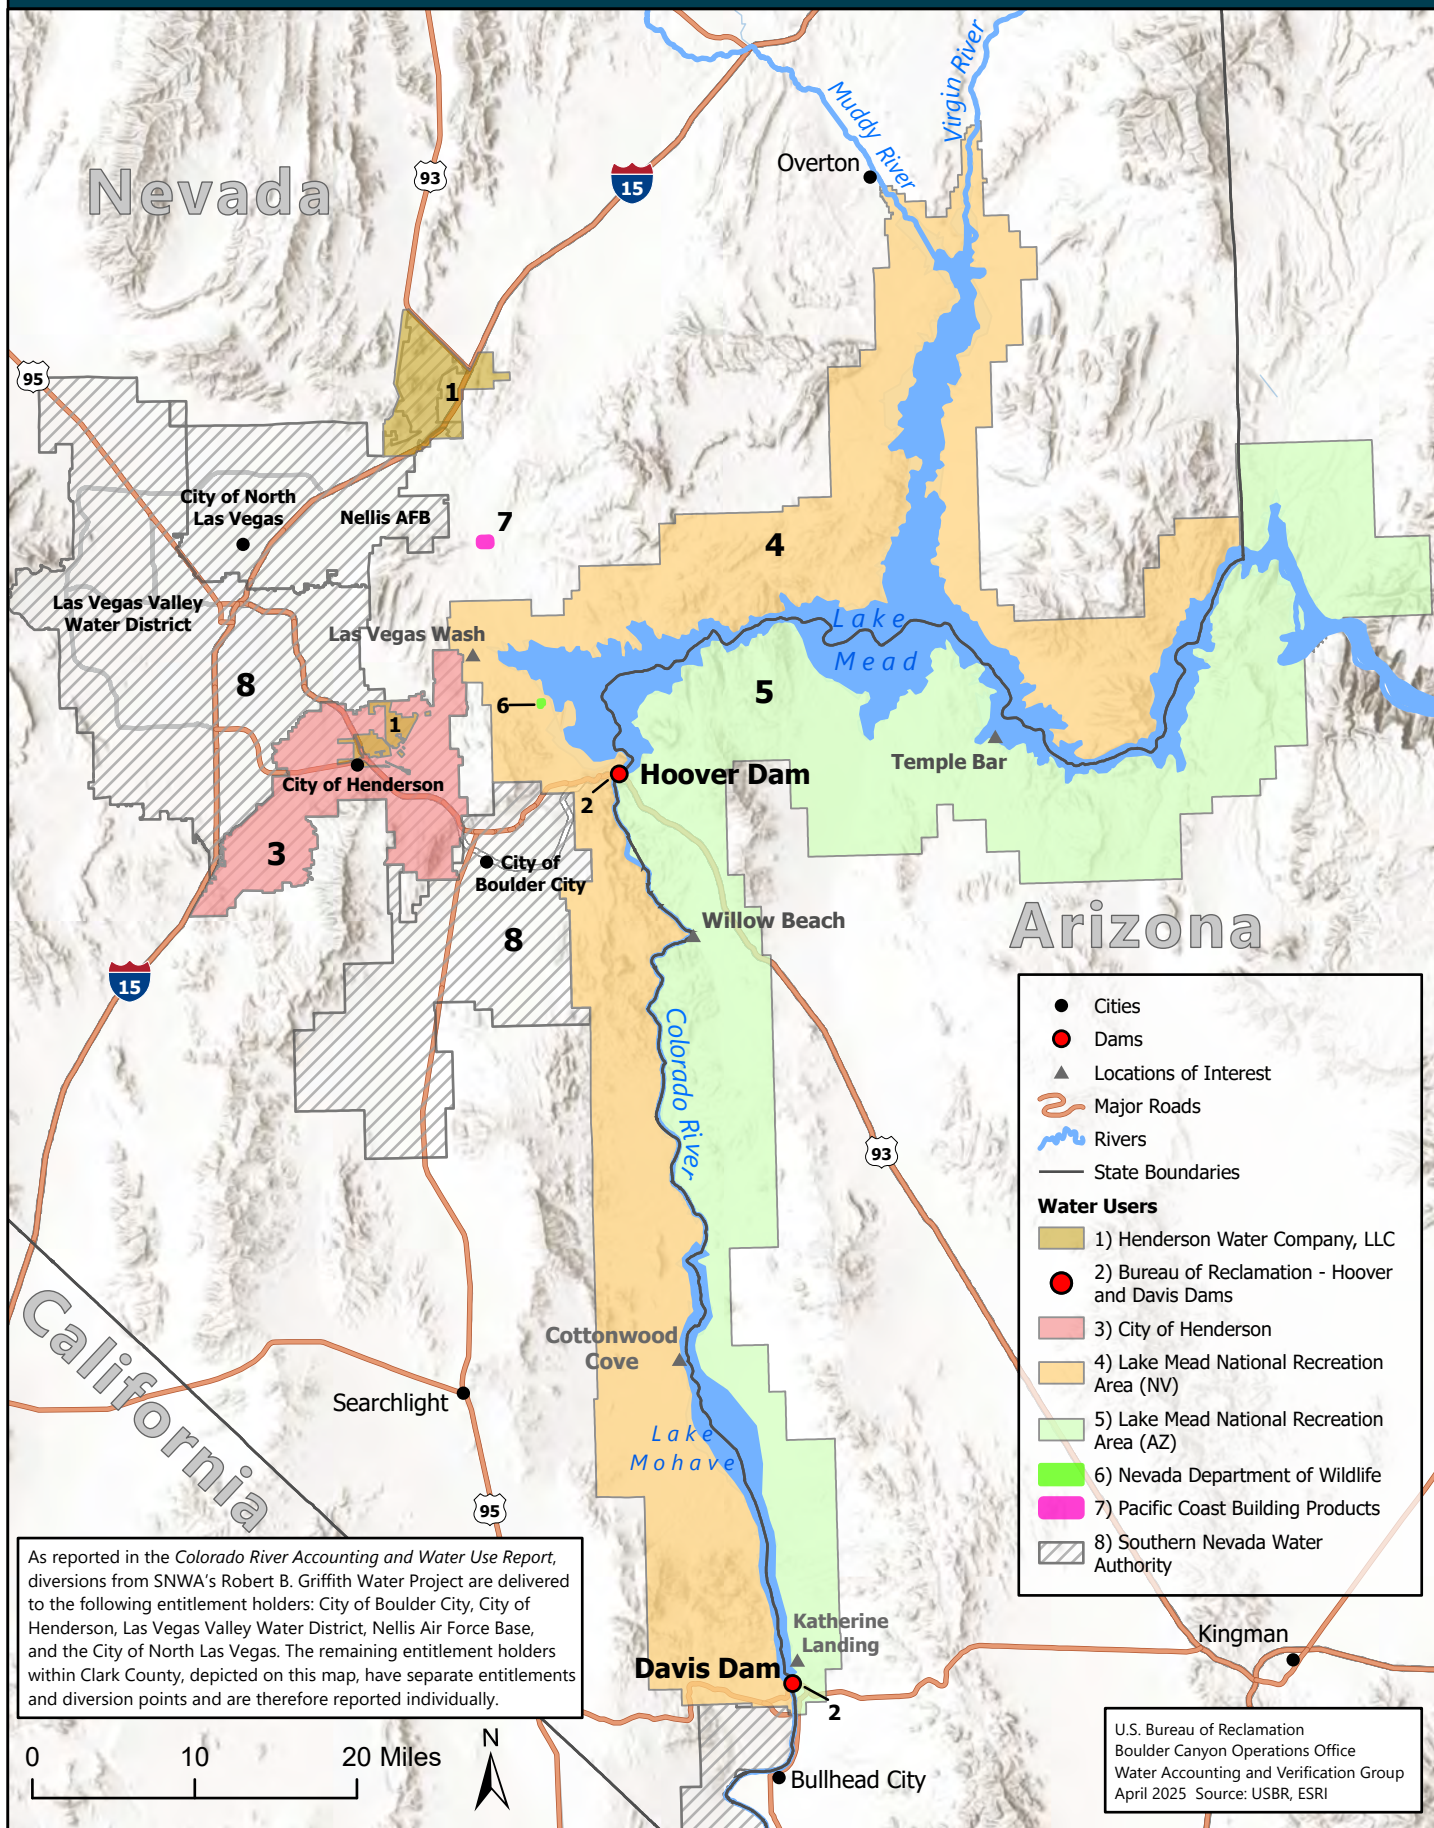 Nevada
93
15
Muddy River
Virgin River
Overton
95
1
City of North
Las Vegas
Nellis AFB
7
4
Las Vegas Valley
Water District
Las Vegas Wash
Lake
Mead
8
6
5
1
Temple Bar
City of Henderson
Hoover Dam
2
3
City of
Boulder City
Willow Beach
8
Arizona
15
Colorado River
93
Cities
Dams
Locations of Interest
Major Roads
Rivers
State Boundaries
Water Users
1) Henderson Water Company, LLC
2) Bureau of Reclamation - Hoover
and Davis Dams
3) City of Henderson
4) Lake Mead National Recreation
Area (NV)
5) Lake Mead National Recreation
Area (AZ)
6) Nevada Department of Wildlife
7) Pacific Coast Building Products
8) Southern Nevada Water
Authority
California
Cottonwood
Cove
Searchlight
Lake
Mohave
95
As reported in the Colorado River Accounting and Water Use Report,
diversions from SNWA's Robert B. Griffith Water Project are delivered
to the following entitlement holders: City of Boulder City, City of
Henderson, Las Vegas Valley Water District, Nellis Air Force Base,
and the City of North Las Vegas. The remaining entitlement holders
within Clark County, depicted on this map, have separate entitlements
and diversion points and are therefore reported individually.
Katherine
Landing
Kingman
Davis Dam
2
N
0 10 20 Miles
Bullhead City
U.S. Bureau of Reclamation
Boulder Canyon Operations Office
Water Accounting and Verification Group
April 2025 Source: USBR, ESRI